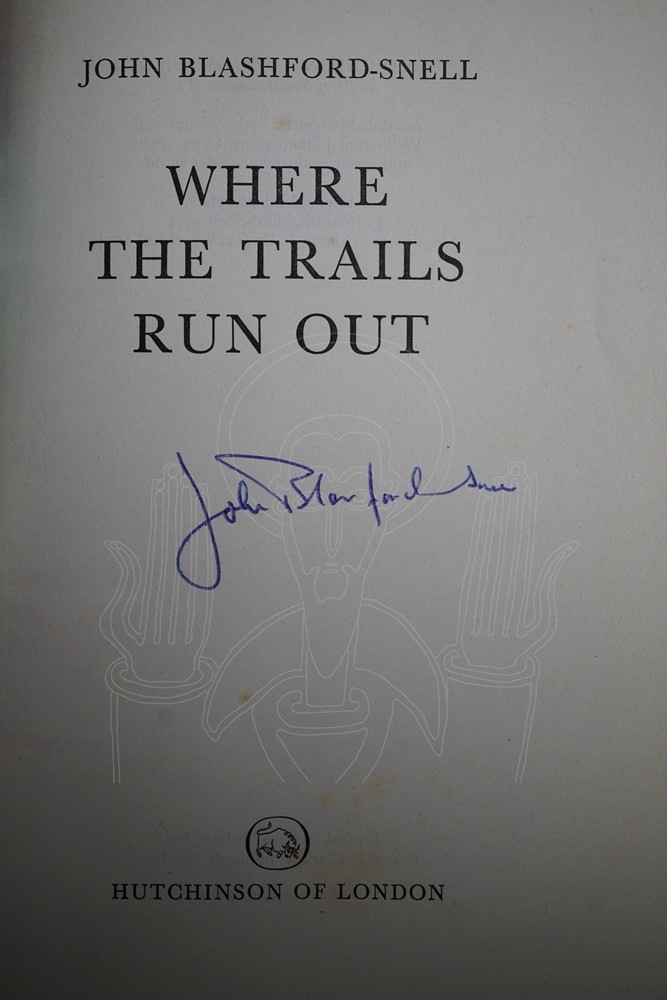 JOHN BLASHFORD-SNELL
WHERE
THE TRAILS
RUN OUT
John Blashford Snell
HUTCHINSON OF LONDON